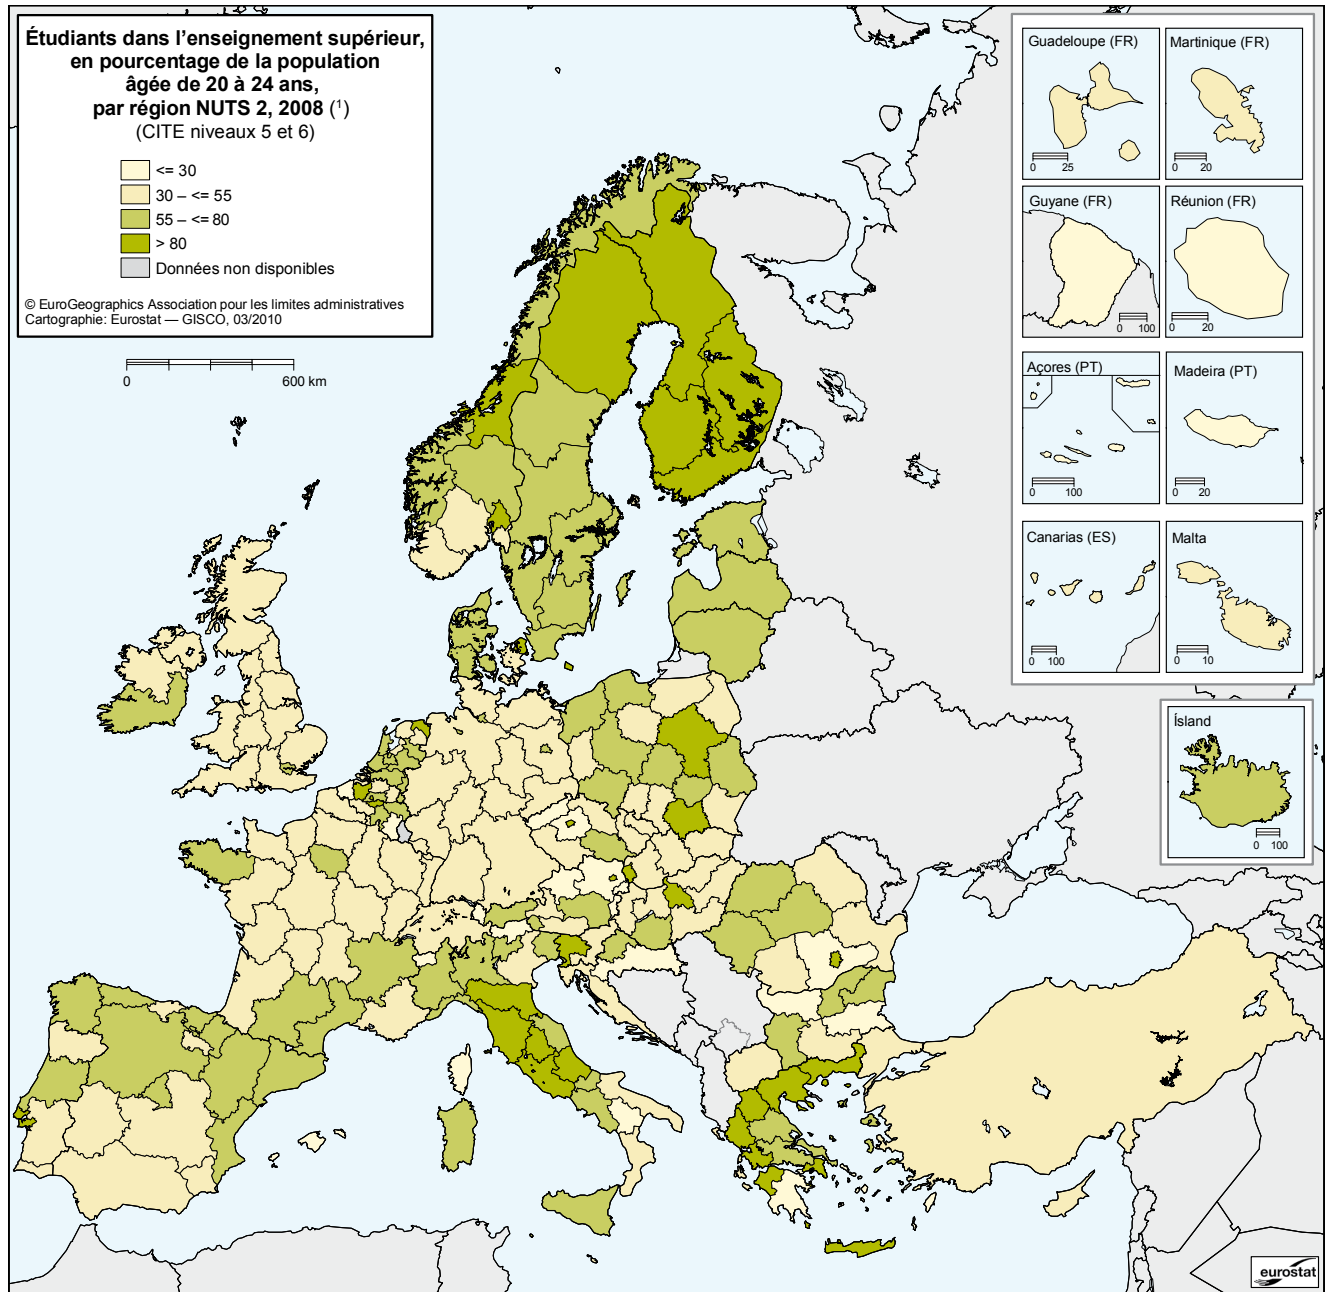 Étudiants dans l’enseignement supérieur,
en pourcentage de la population
âgée de 20 à 24 ans,
par région NUTS 2, 2008 (¹)
(CITE niveaux 5 et 6)
<= 30
30 – <= 55
55 – <= 80
> 80
Données non disponibles
© EuroGeographics Association pour les limites administratives
Cartographie: Eurostat — GISCO, 03/2010
0 600 km
Guadeloupe (FR)
0 25
Martinique (FR)
0 20
Guyane (FR)
0 100
Réunion (FR)
0 20
Açores (PT)
0 100
Madeira (PT)
0 20
Canarias (ES)
0 100
Malta
0 10
Ísland
0 100
eurostat